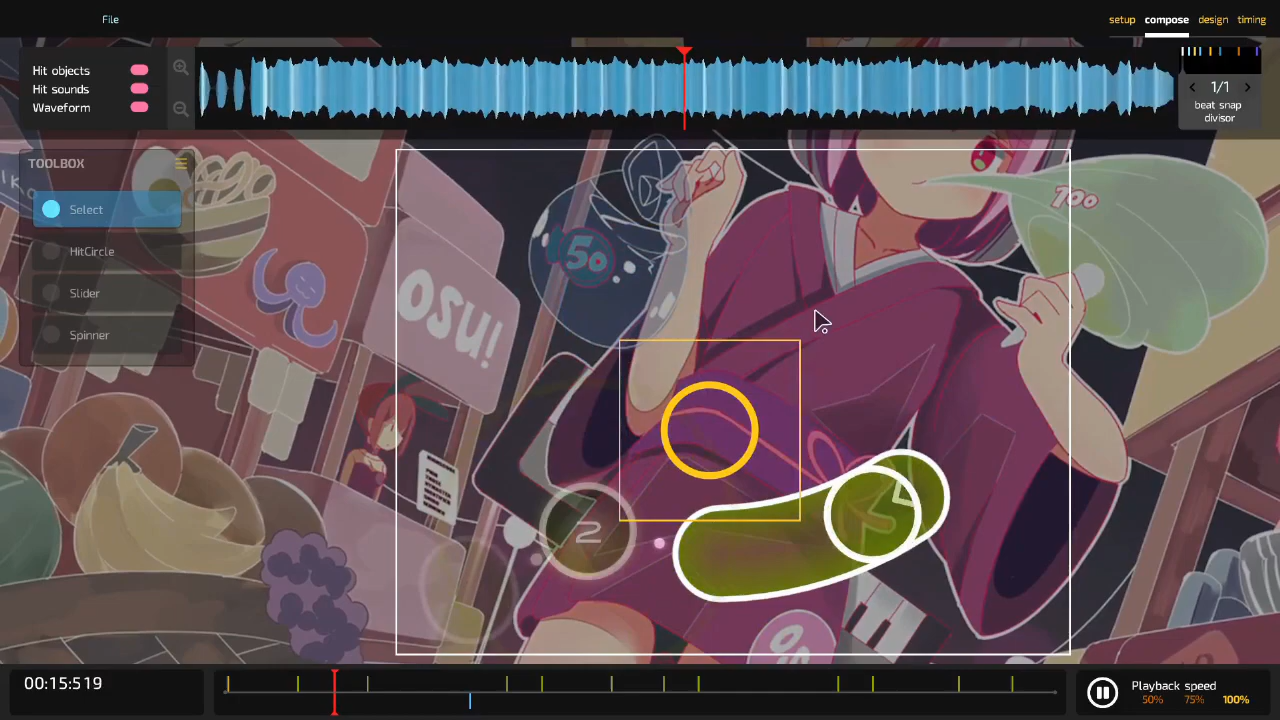 File
setup compose design timing
Hit objects
Hit sounds
Waveform
1/1
beat snap
divisor
TOOLBOX
Select
HitCircle
Slider
Spinner
50
100
OSU!
2
00:15:519
Playback speed
50% 75% 100%